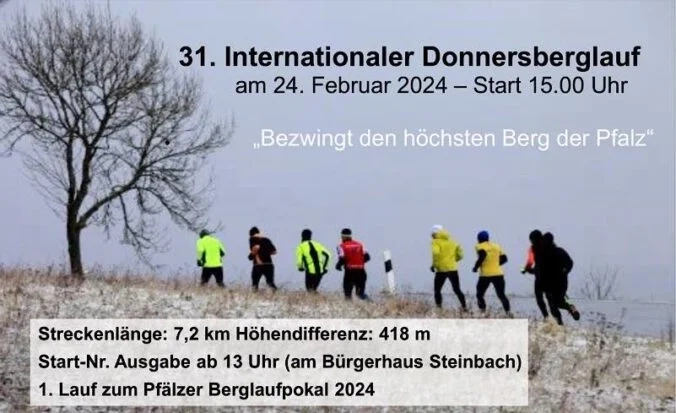 31. Internationaler Donnersberglauf
am 24. Februar 2024 – Start 15.00 Uhr
„Bezwingt den höchsten Berg der Pfalz“
Streckenlänge: 7,2 km Höhendifferenz: 418 m
Start-Nr. Ausgabe ab 13 Uhr (am Bürgerhaus Steinbach)
1. Lauf zum Pfälzer Berglaufpokal 2024